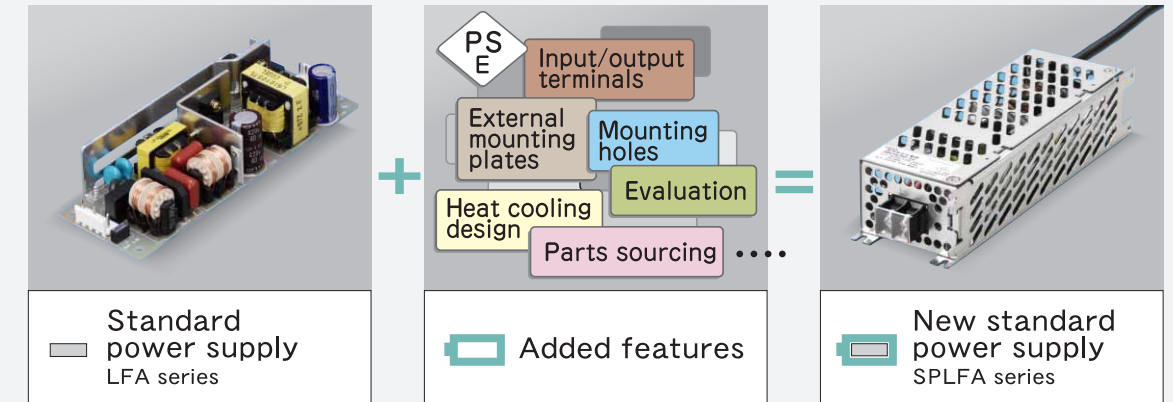 PS
E
Input/output
terminals
External
mounting
plates
Mounting
holes
Evaluation
Heat cooling
design
Parts sourcing ····
+
=
Standard
power supply
LFA series
Added features
New standard
power supply
SPLFA series